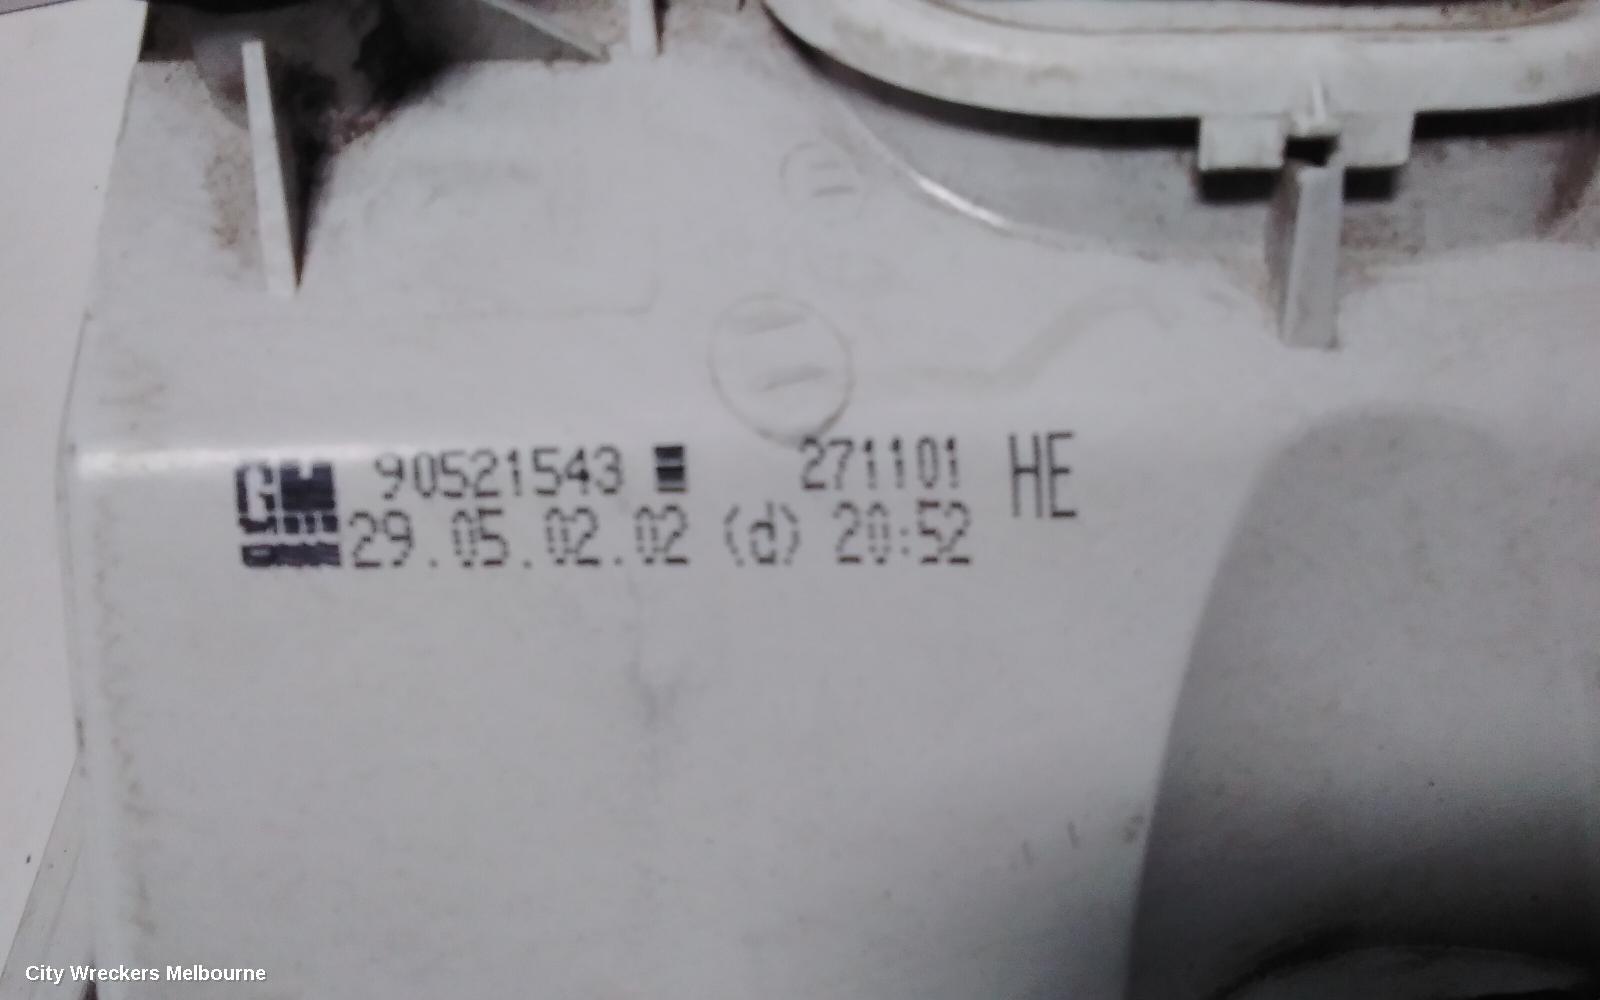 GM 90521543 271101 HE
29.05.02.02 (d) 20:52
City Wreckers Melbourne